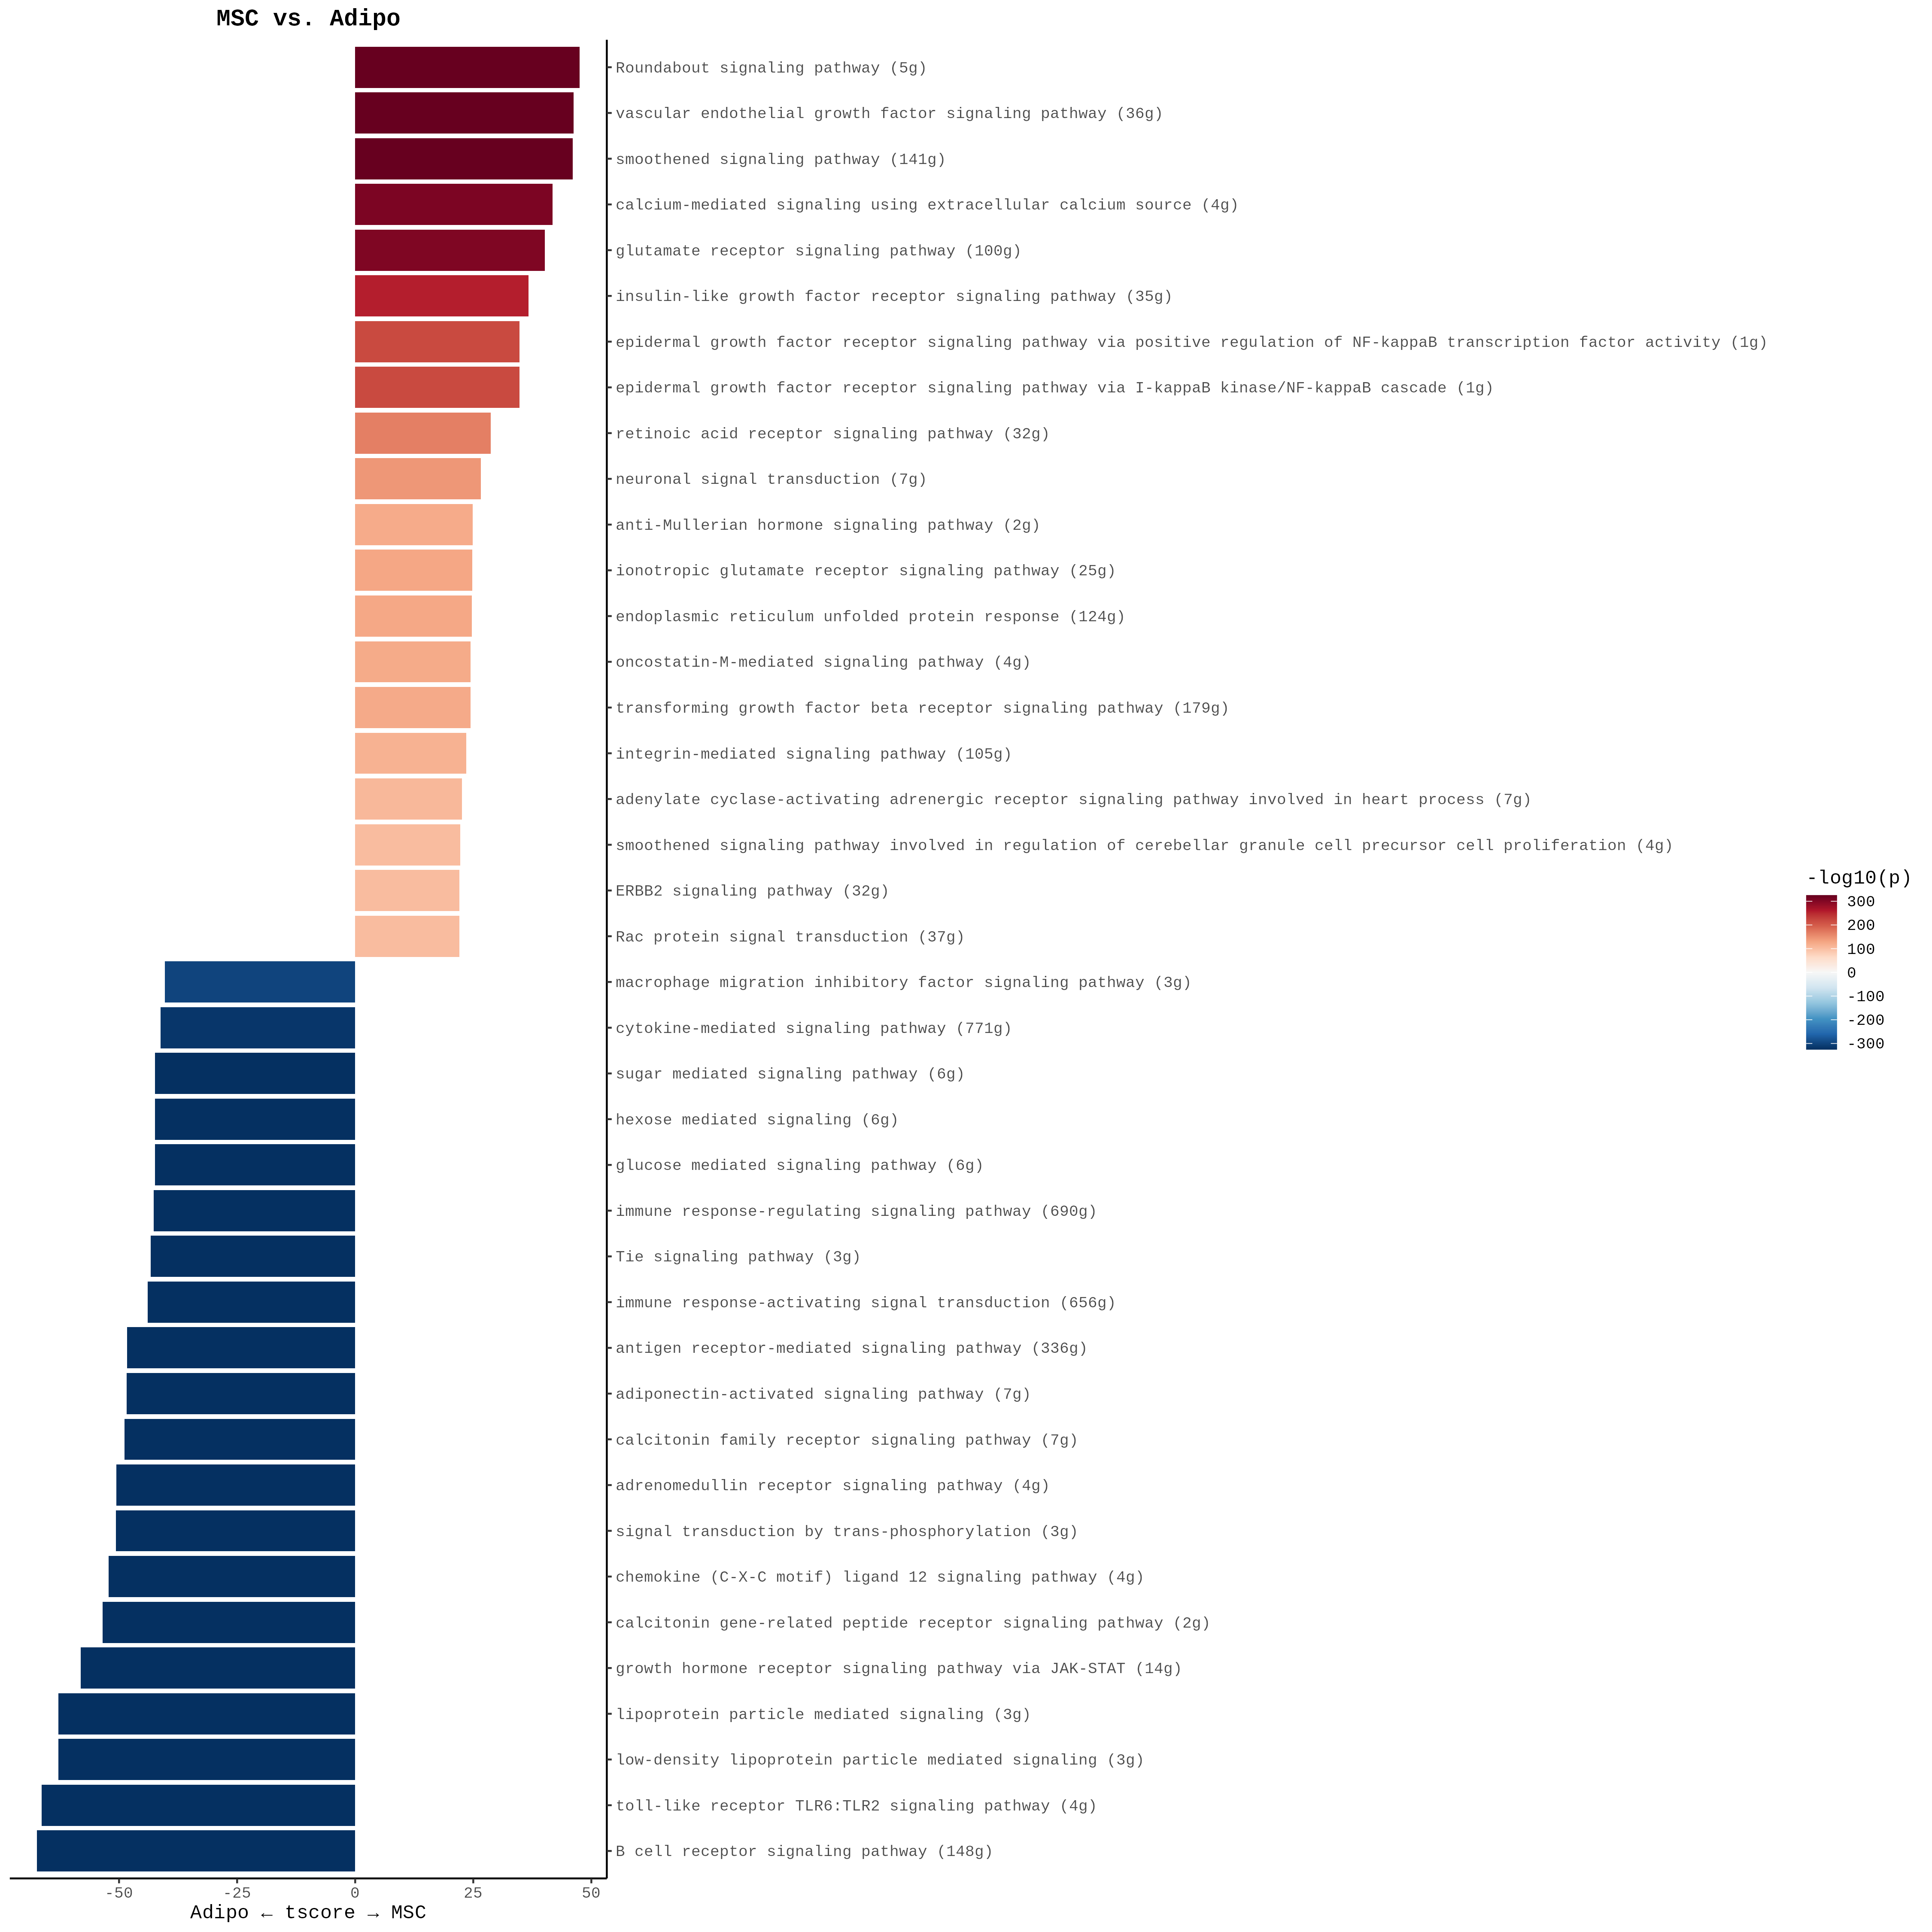 MSC vs. Adipo
Roundabout signaling pathway (5g)
vascular endothelial growth factor signaling pathway (36g)
smoothened signaling pathway (141g)
calcium-mediated signaling using extracellular calcium source (4g)
glutamate receptor signaling pathway (100g)
insulin-like growth factor receptor signaling pathway (35g)
epidermal growth factor receptor signaling pathway via positive regulation of NF-kappaB transcription factor activity (1g)
epidermal growth factor receptor signaling pathway via I-kappaB kinase/NF-kappaB cascade (1g)
retinoic acid receptor signaling pathway (32g)
neuronal signal transduction (7g)
anti-Mullerian hormone signaling pathway (2g)
ionotropic glutamate receptor signaling pathway (25g)
endoplasmic reticulum unfolded protein response (124g)
oncostatin-M-mediated signaling pathway (4g)
transforming growth factor beta receptor signaling pathway (179g)
integrin-mediated signaling pathway (105g)
adenylate cyclase-activating adrenergic receptor signaling pathway involved in heart process (7g)
smoothened signaling pathway involved in regulation of cerebellar granule cell precursor cell proliferation (4g)
ERBB2 signaling pathway (32g)
Rac protein signal transduction (37g)
macrophage migration inhibitory factor signaling pathway (3g)
cytokine-mediated signaling pathway (771g)
sugar mediated signaling pathway (6g)
hexose mediated signaling (6g)
glucose mediated signaling pathway (6g)
immune response-regulating signaling pathway (690g)
Tie signaling pathway (3g)
immune response-activating signal transduction (656g)
antigen receptor-mediated signaling pathway (336g)
adiponectin-activated signaling pathway (7g)
calcitonin family receptor signaling pathway (7g)
adrenomedullin receptor signaling pathway (4g)
signal transduction by trans-phosphorylation (3g)
chemokine (C-X-C motif) ligand 12 signaling pathway (4g)
calcitonin gene-related peptide receptor signaling pathway (2g)
growth hormone receptor signaling pathway via JAK-STAT (14g)
lipoprotein particle mediated signaling (3g)
low-density lipoprotein particle mediated signaling (3g)
toll-like receptor TLR6:TLR2 signaling pathway (4g)
B cell receptor signaling pathway (148g)
-50 -25 0 25 50
Adipo ← tscore → MSC
-log10(p)
300
200
100
0
-100
-200
-300